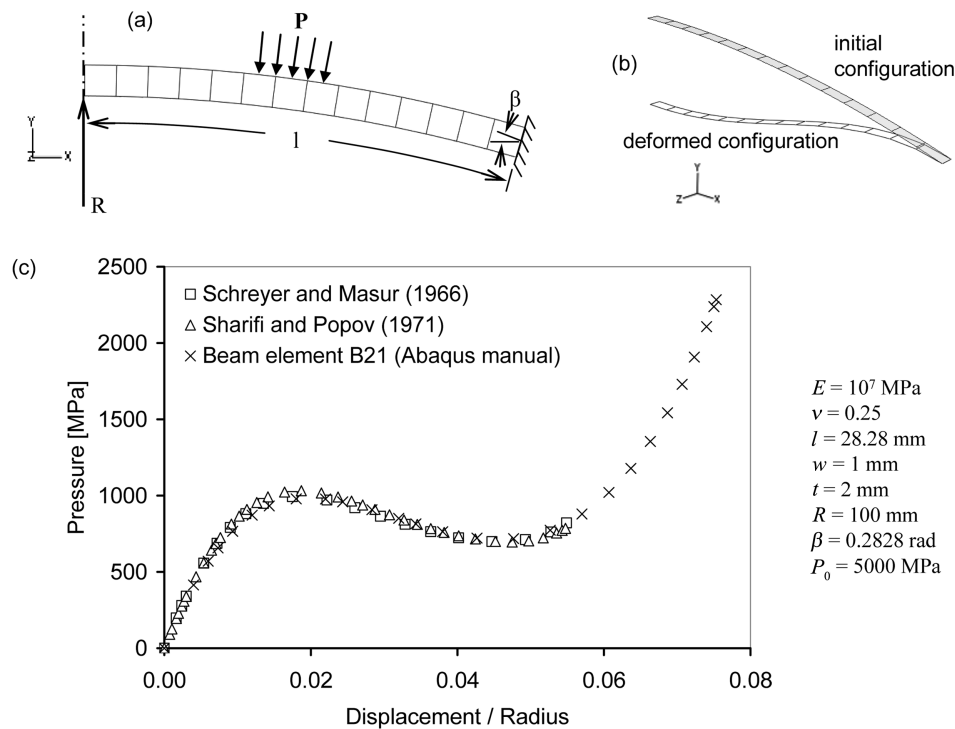 (a)
P
β
l
Y
Z
X
R
(b)
initial
configuration
deformed configuration
Y
Z
X
(c)
Pressure [MPa]
2500
2000
1500
1000
500
0
Schreyer and Masur (1966)
Sharifi and Popov (1971)
Beam element B21 (Abaqus manual)
0.00 0.02 0.04 0.06 0.08
Displacement / Radius
E = 10⁷ MPa
ν = 0.25
l = 28.28 mm
w = 1 mm
t = 2 mm
R = 100 mm
β = 0.2828 rad
P₀ = 5000 MPa